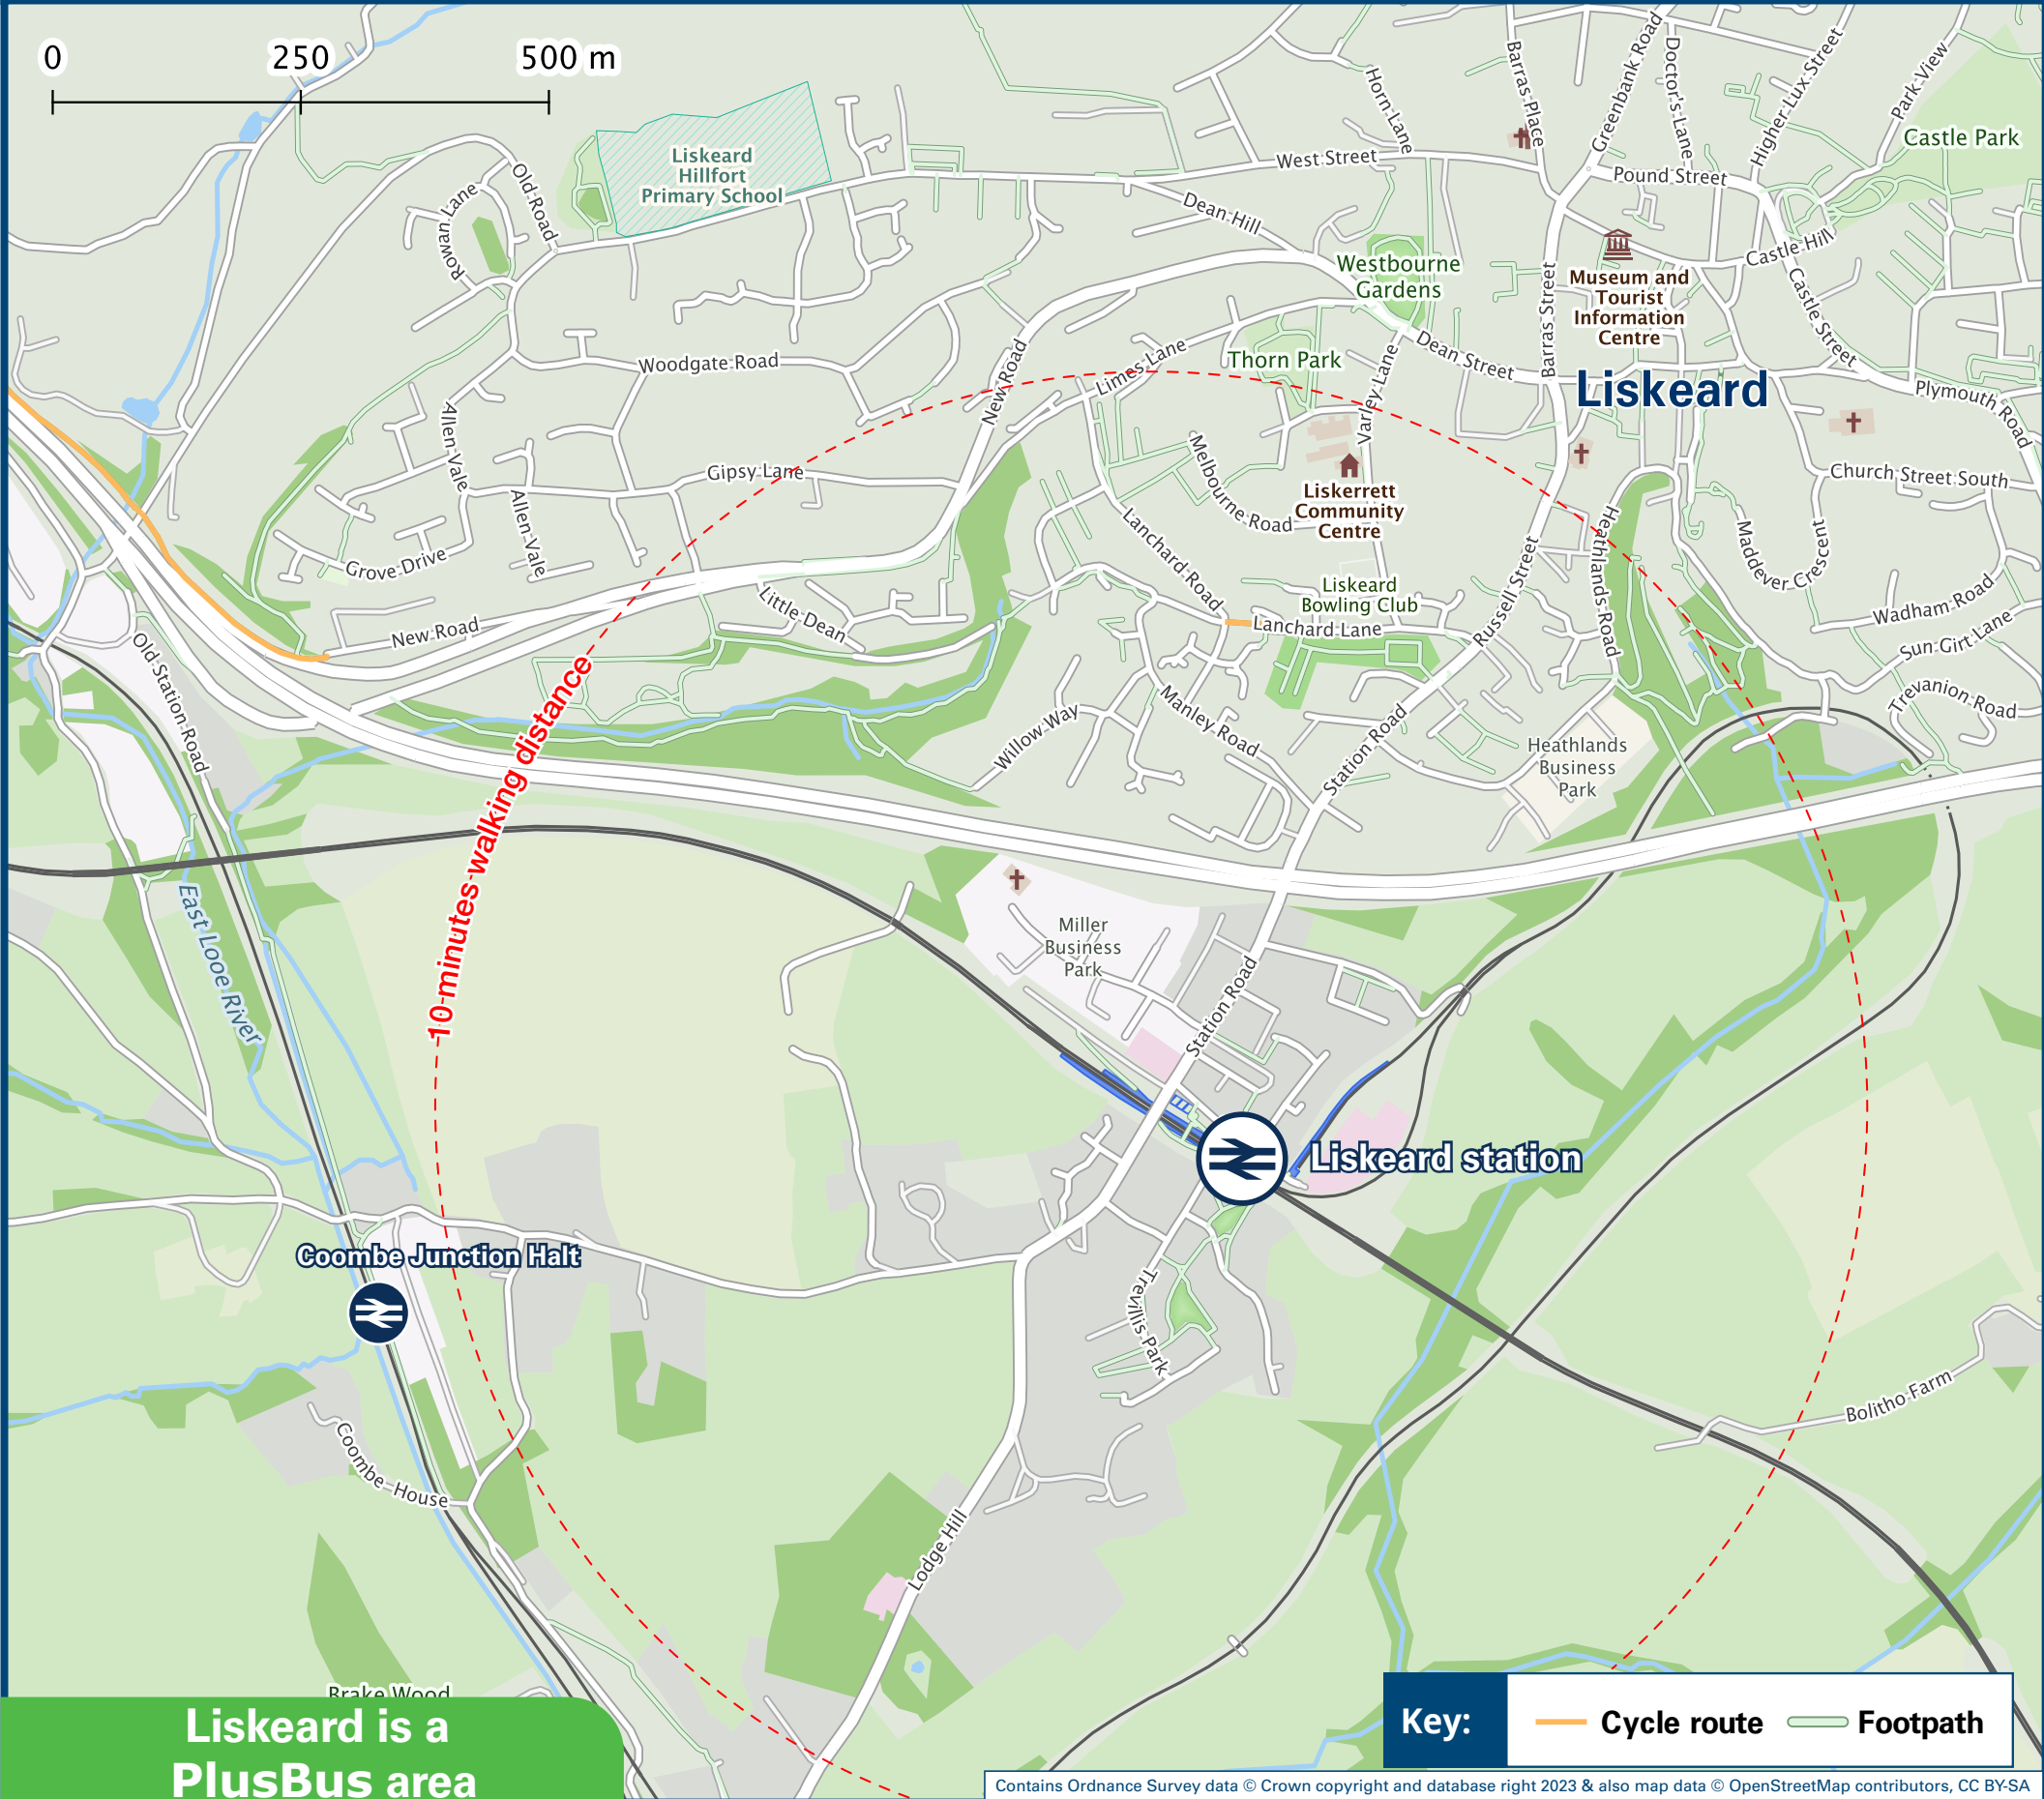 0 250 500 m
Barras Place
Greenbank Road
Doctor's Lane
Higher Lux Street
Park View
Horn Lane
Castle Park
Liskeard
Hillfort
Primary School
West Street
Pound Street
Old Road
Rowan Lane
Dean Hill
Castle Hill
Westbourne
Gardens
Museum and
Tourist
Information
Centre
Barras Street
Castle Street
Woodgate Road
New Road
Limes Lane
Thorn Park
Varley Lane
Dean Street
Liskeard
Plymouth Road
Allen Vale
Gipsy Lane
Melbourne Road
Liskerrett
Community
Centre
Church Street South
Allen Vale
Grove Drive
Lanchard Road
Heathlands Road
Madever Crescent
Liskeard
Bowling Club
Russell Street
Wadham Road
Little Dean
New Road
Lanchard Lane
Sun Girt Lane
Old Station Road
10 minutes walking distance
Willow Way
Manley Road
Station Road
Trevanion Road
Heathlands
Business
Park
East Looe River
Miller
Business
Park
Station Road
Liskeard station
Coombe Junction Halt
Trevillis Park
Bolitho Farm
Coombe House
Lodge Hill
Brake Wood
Liskeard is a
PlusBus area
Key: Cycle route Footpath
Contains Ordnance Survey data © Crown copyright and database right 2023 & also map data © OpenStreetMap contributors, CC BY-SA